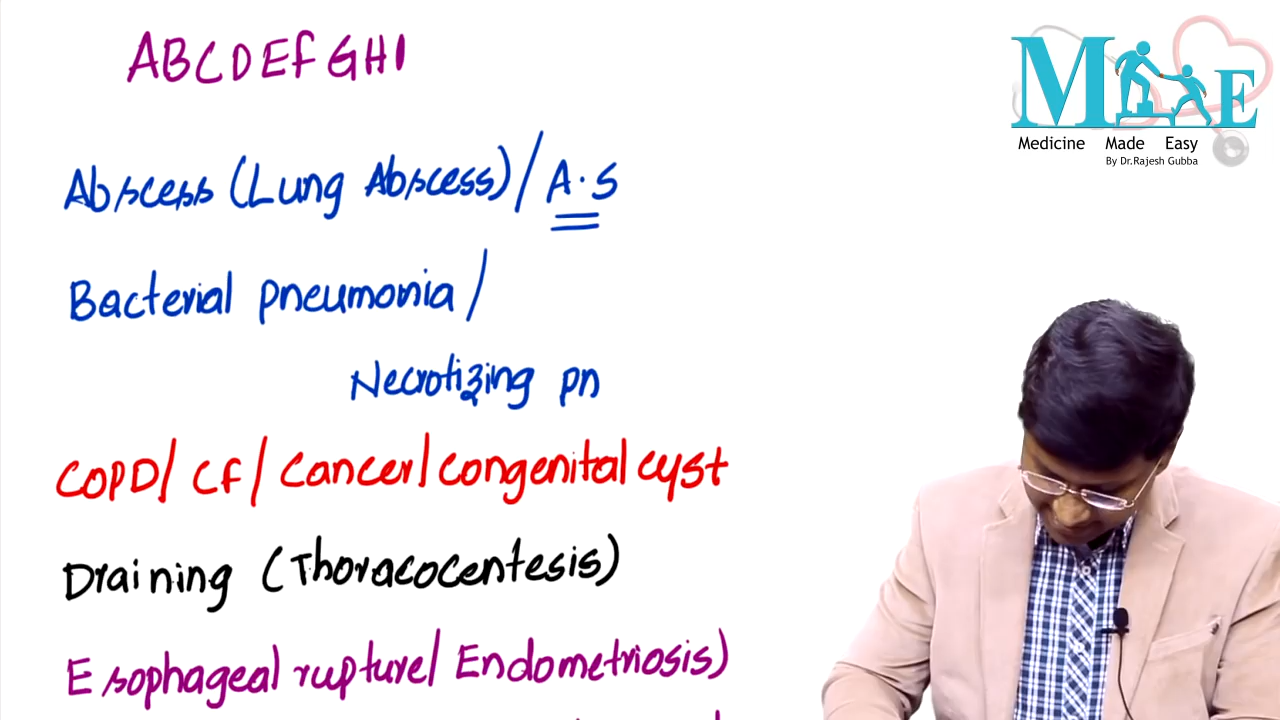 ABCDEFGHI
MME
Medicine Made Easy
By Dr.Rajesh Gubba
Abscess (Lung Abscess) / A.S
Bacterial pneumonia /
Necrotizing pn
COPD/ CF/ Cancer/ congenital cyst
Draining (Thoracocentesis)
Esophageal rupture/ Endometriosis)